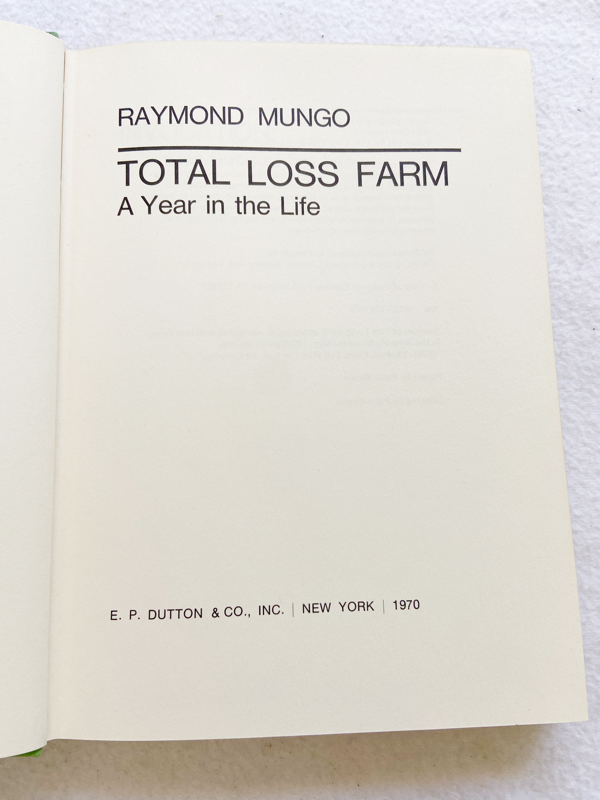 RAYMOND MUNGO
TOTAL LOSS FARM
A Year in the Life
E. P. DUTTON & CO., INC. | NEW YORK | 1970